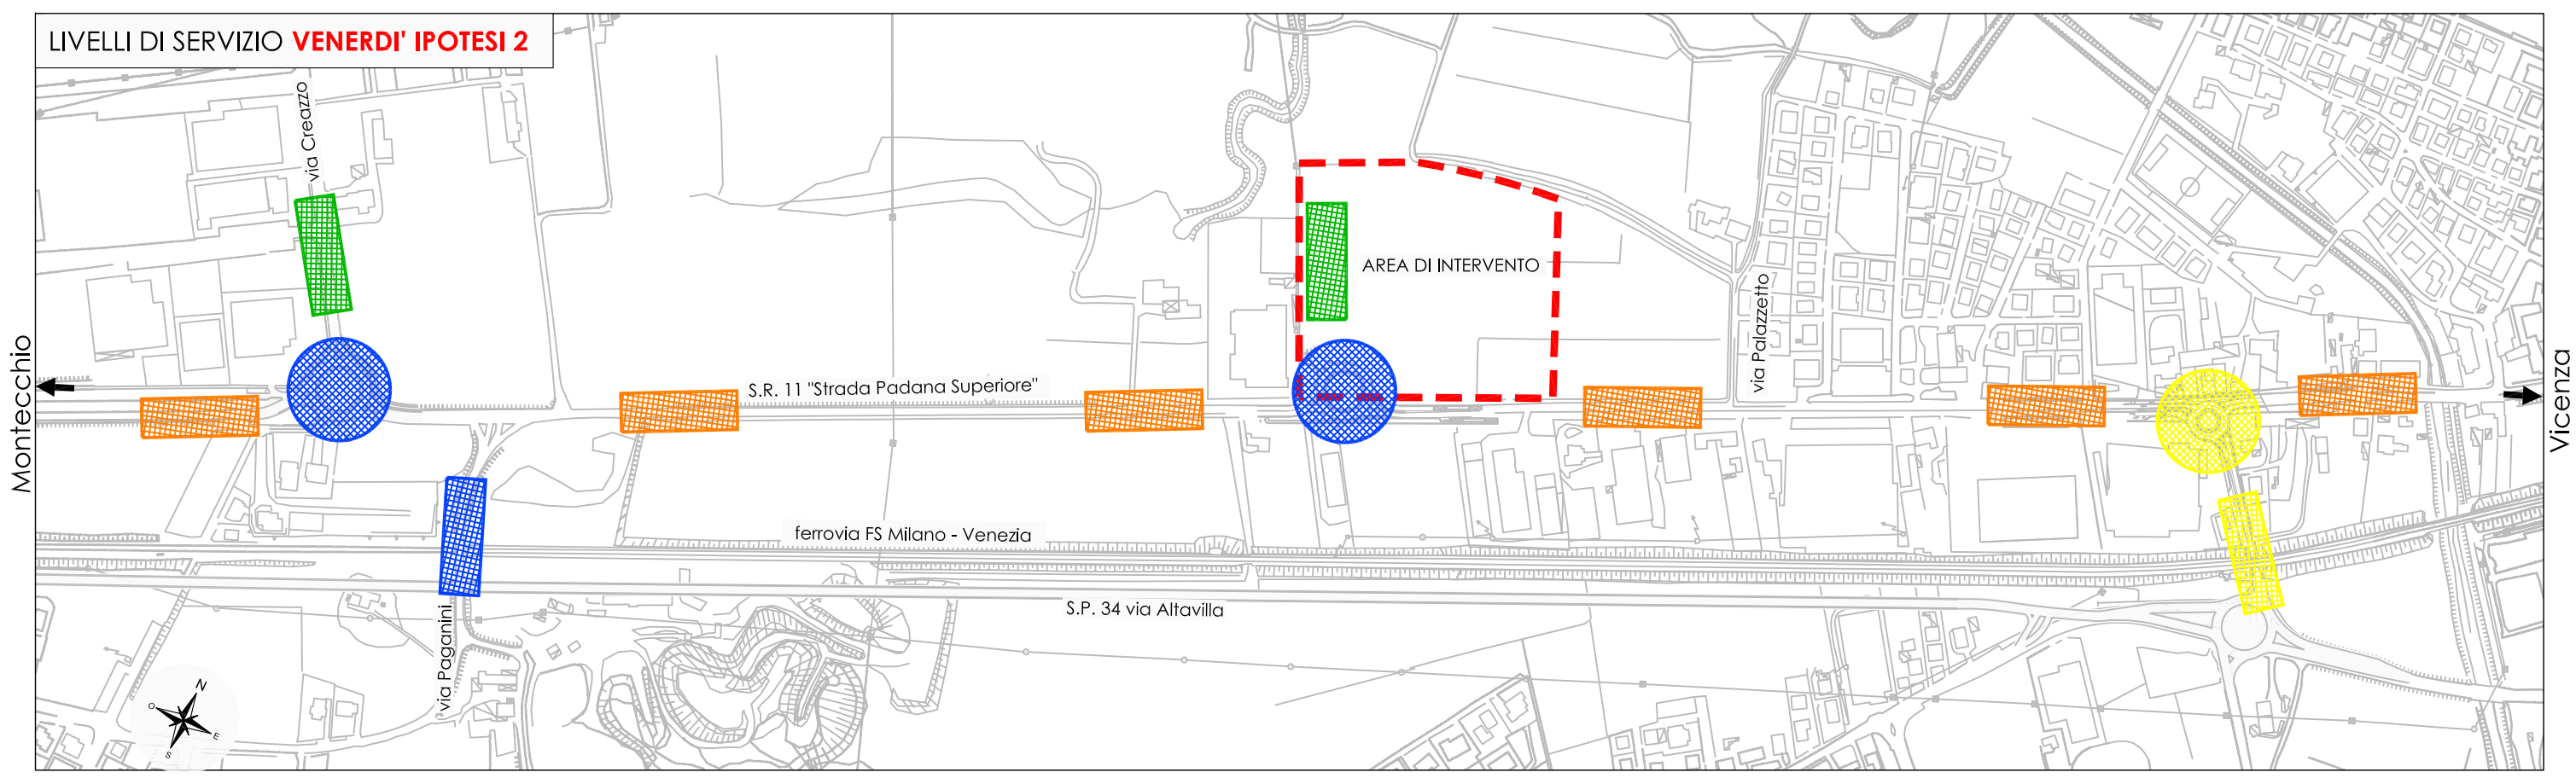 LIVELLI DI SERVIZIO VENERDI' IPOTESI 2
via Creazzo
AREA DI INTERVENTO
via Palazzetto
Montecchio
S.R. 11 "Strada Padana Superiore"
Vicenza
ferrovia FS Milano - Venezia
S.P. 34 via Altavilla
via Paganini
N
O
E
S